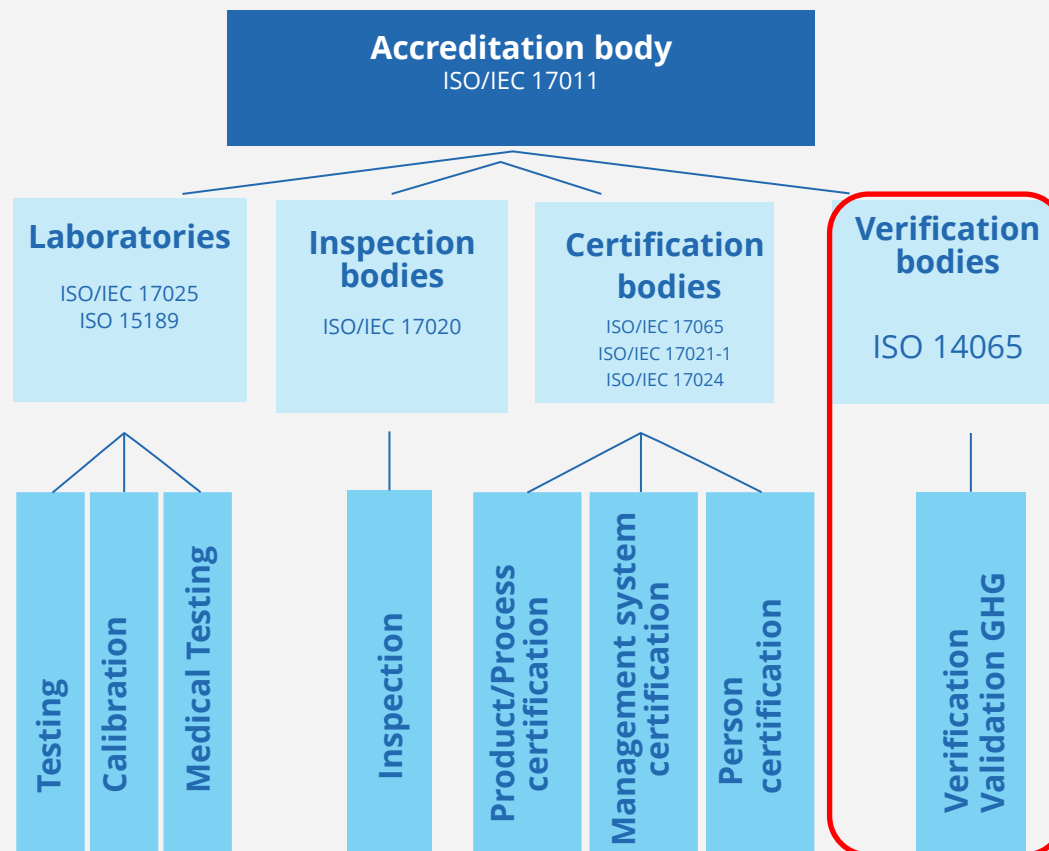 Accreditation body
ISO/IEC 17011
Laboratories
ISO/IEC 17025
ISO 15189
Inspection
bodies
ISO/IEC 17020
Certification
bodies
ISO/IEC 17065
ISO/IEC 17021-1
ISO/IEC 17024
Verification
bodies
ISO 14065
Testing
Calibration
Medical Testing
Inspection
Product/Process
certification
Management system
certification
Person
certification
Verification
Validation GHG